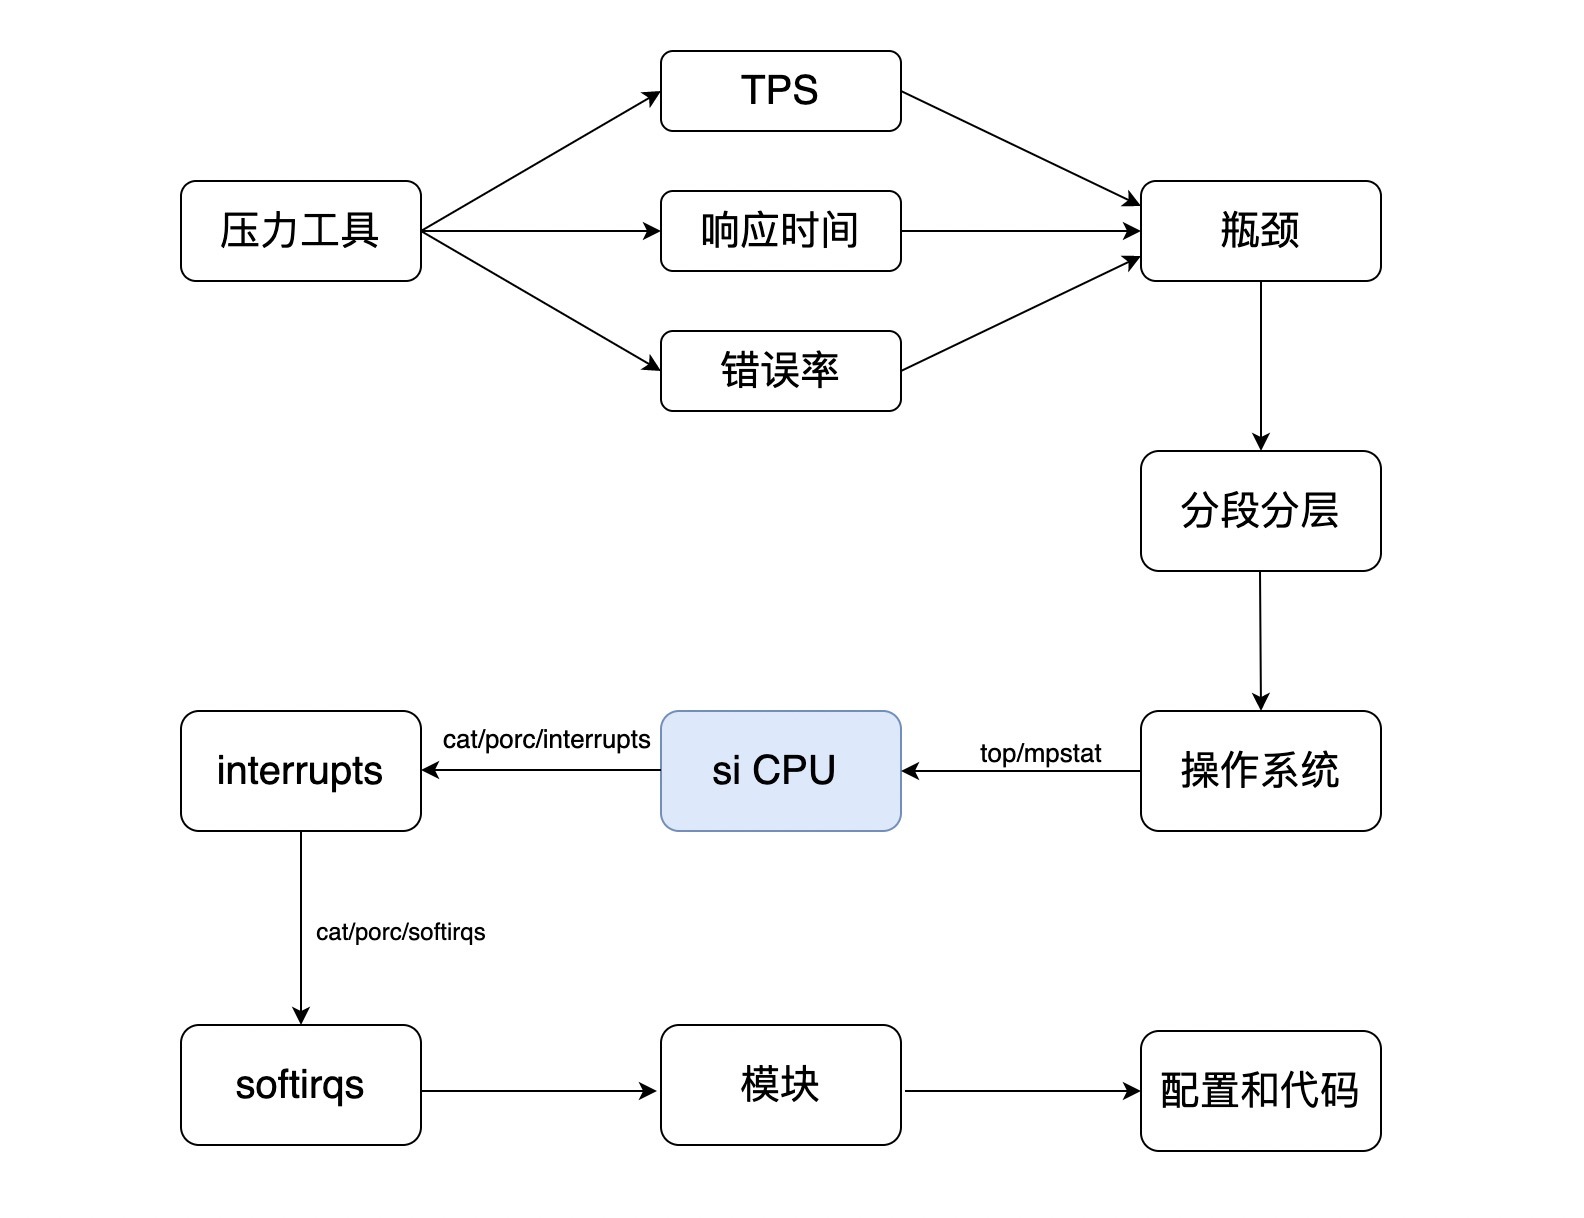 TPS
压力工具
响应时间
瓶颈
错误率
分段分层
操作系统
top/mpstat
si CPU
cat/porc/interrupts
interrupts
cat/porc/softirqs
softirqs
模块
配置和代码